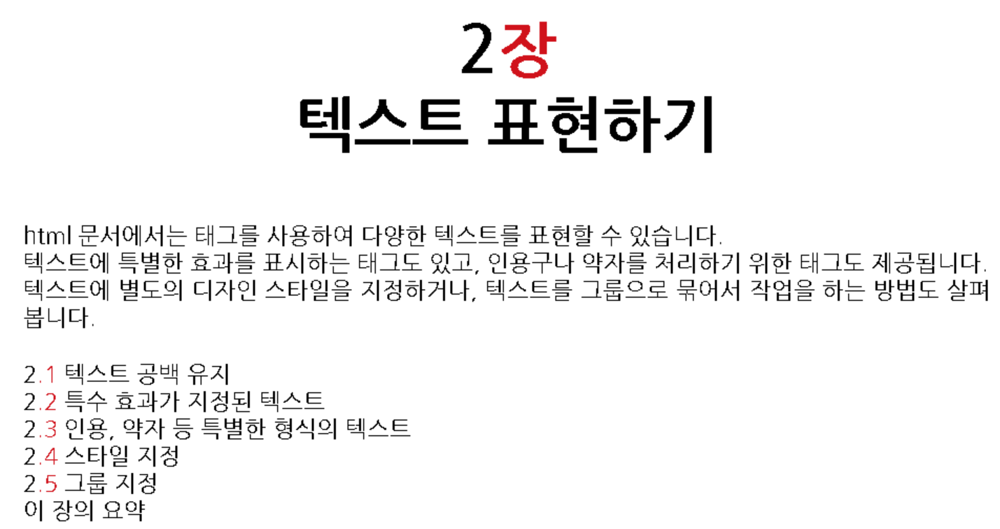 2장
텍스트 표현하기
html 문서에서는 태그를 사용하여 다양한 텍스트를 표현할 수 있습니다.
텍스트에 특별한 효과를 표시하는 태그도 있고, 인용구나 약자를 처리하기 위한 태그도 제공됩니다.
텍스트에 별도의 디자인 스타일을 지정하거나, 텍스트를 그룹으로 묶어서 작업을 하는 방법도 살펴
봅니다.
2.1 텍스트 공백 유지
2.2 특수 효과가 지정된 텍스트
2.3 인용, 약자 등 특별한 형식의 텍스트
2.4 스타일 지정
2.5 그룹 지정
이 장의 요약